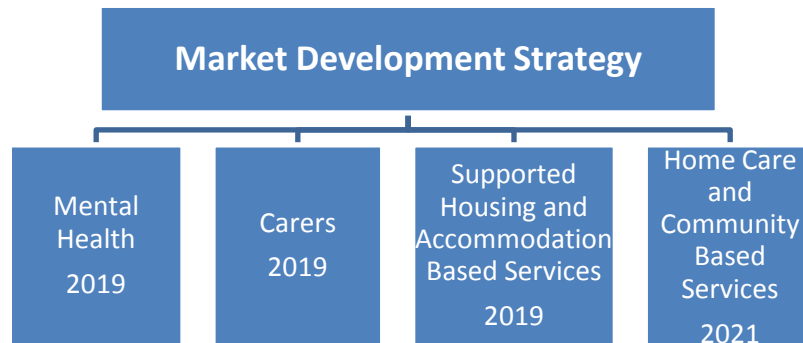 Market Development Strategy
Mental
Health
2019
Carers
2019
Supported
Housing and
Accommodation
Based Services
2019
Home Care
and
Community
Based
Services
2021